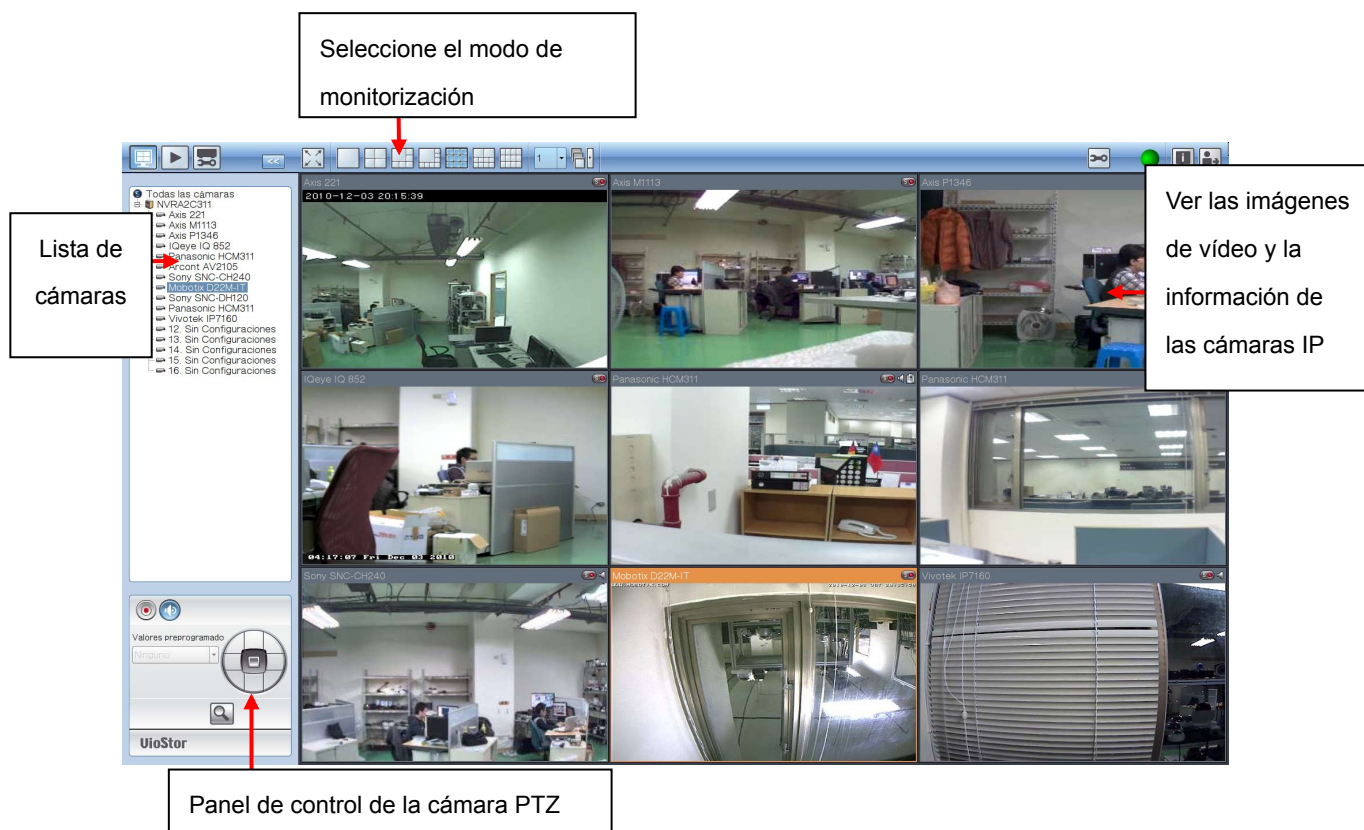 Seleccione el modo de
monitorización
1
Todas las cámaras
NVRA2C311
Axis 221
Axis M1113
Axis P1346
IQeye IQ 852
Panasonic HCM311
Arcont AV2105
Sony SNC-CH240
Mobotix D22M-IT
Sony SNC-DH120
Panasonic HCM311
Vivotek IP7160
12. Sin Configuraciones
13. Sin Configuraciones
14. Sin Configuraciones
15. Sin Configuraciones
16. Sin Configuraciones
Lista de
cámaras
Axis 221
2010-12-03 20:15:39
Axis M1113
Axis P1346
Ver las imágenes
de vídeo y la
información de
las cámaras IP
IQeye IQ 852
04:17:07 Fri Dec 03 2010
Panasonic HCM311
Panasonic HCM311
Sony SNC-CH240
Mobotix D22M-IT
Vivotek IP7160
Valores preprogramado
Ninguno
VioStor
Panel de control de la cámara PTZ